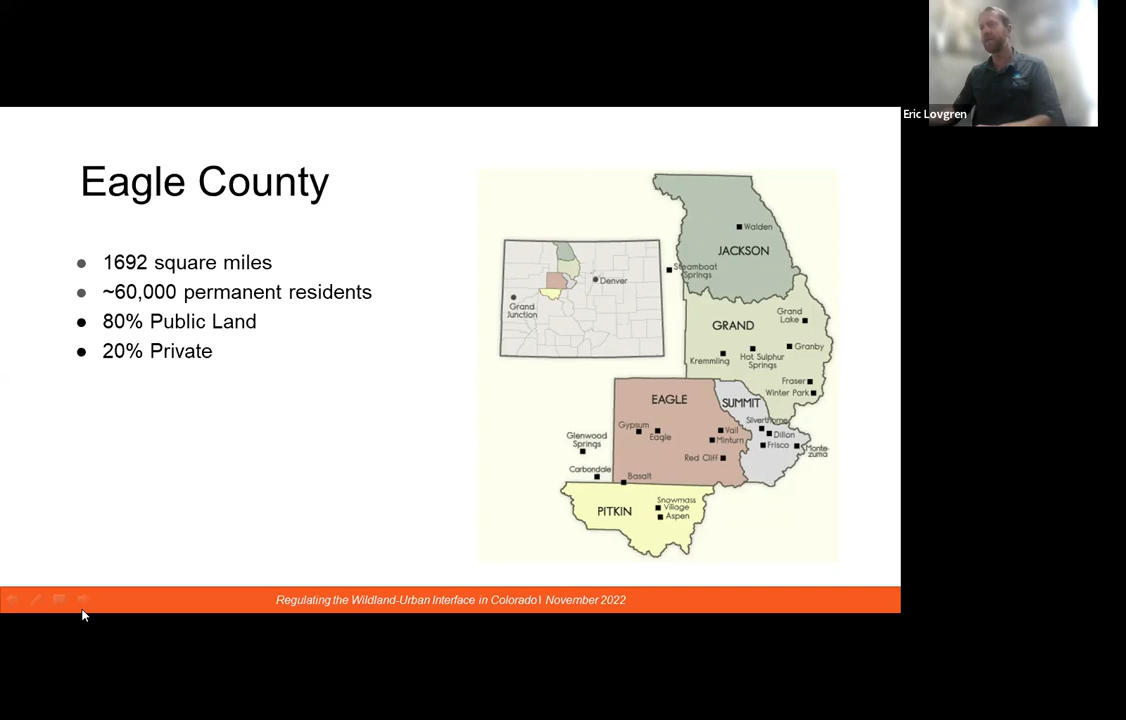 Eric Lovgren
Eagle County
1692 square miles
~60,000 permanent residents
80% Public Land
20% Private
Denver
Grand
Junction
Walden
JACKSON
Steamboat
Springs
GRAND
Grand
Lake
Granby
Kremmling
Hot Sulphur
Springs
Fraser
Winter Park
EAGLE
SUMMIT
Silverthorne
Gypsum
Eagle
Vail
Minturn
Dillon
Frisco
Monte-
zuma
Glenwood
Springs
Red Cliff
Carbondale
Basalt
PITKIN
Snowmass
Village
Aspen
Regulating the Wildland-Urban Interface in Colorado| November 2022